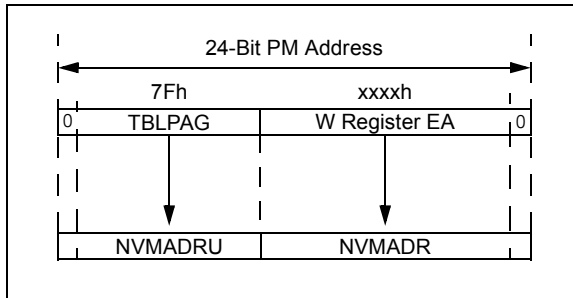 24-Bit PM Address
7Fh xxxxh
0 TBLPAG W Register EA 0
NVMADRU NVMADR